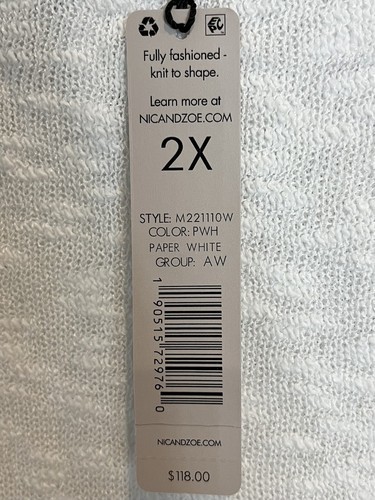 Fully fashioned -
knit to shape.
Learn more at
NICANDZOE.COM
2X
STYLE: M221110W
COLOR: PWH
PAPER WHITE
GROUP: AW
1 90515 72976 0
NICANDZOE.COM
$118.00